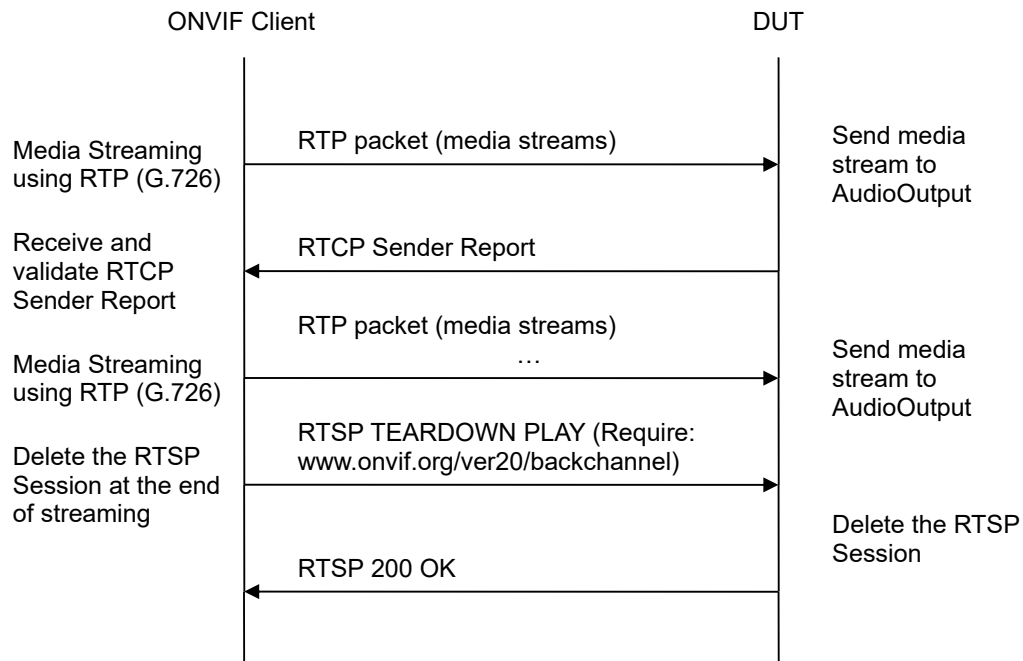 ONVIF Client
DUT
RTP packet (media streams)
Media Streaming
using RTP (G.726)
Send media
stream to
AudioOutput
Receive and
validate RTCP
Sender Report
RTCP Sender Report
RTP packet (media streams)
…
Media Streaming
using RTP (G.726)
Send media
stream to
AudioOutput
RTSP TEARDOWN PLAY (Require:
www.onvif.org/ver20/backchannel)
Delete the RTSP
Session at the end
of streaming
Delete the RTSP
Session
RTSP 200 OK